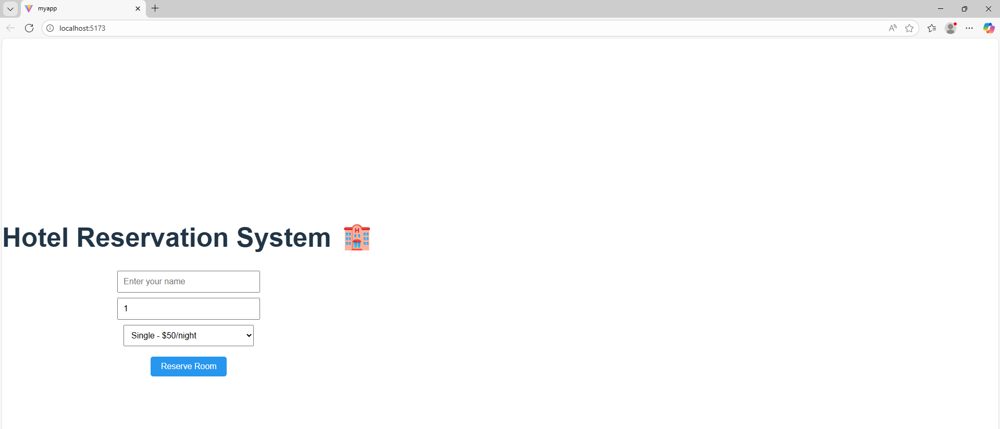 myapp
localhost:5173
Hotel Reservation System 🏨
Enter your name
1
Single - $50/night
Reserve Room